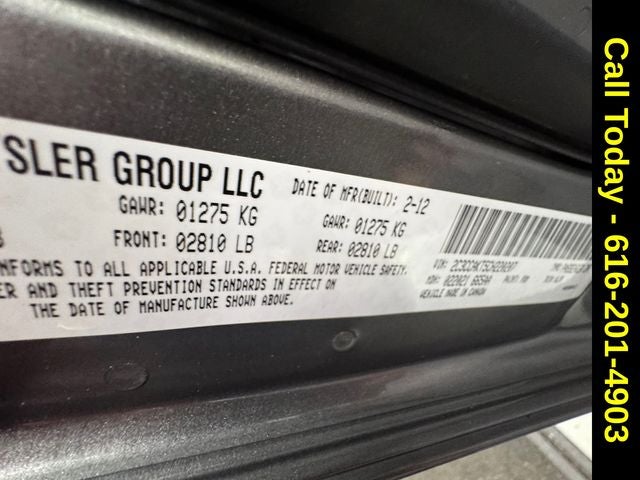 SLER GROUP LLC
DATE OF MFR(BUILT): 2-12
GAWR: 01275 KG
GAWR: 01275 KG
FRONT: 02810 LB
REAR: 02810 LB
NFORMS TO ALL APPLICABLE U.S.A. FEDERAL MOTOR VEHICLE SAFETY,
ER AND THEFT PREVENTION STANDARDS IN EFFECT ON
THE DATE OF MANUFACTURE SHOWN ABOVE.
VIN:
MDH:
MADE IN CANADA
Call Today - 616-201-4903